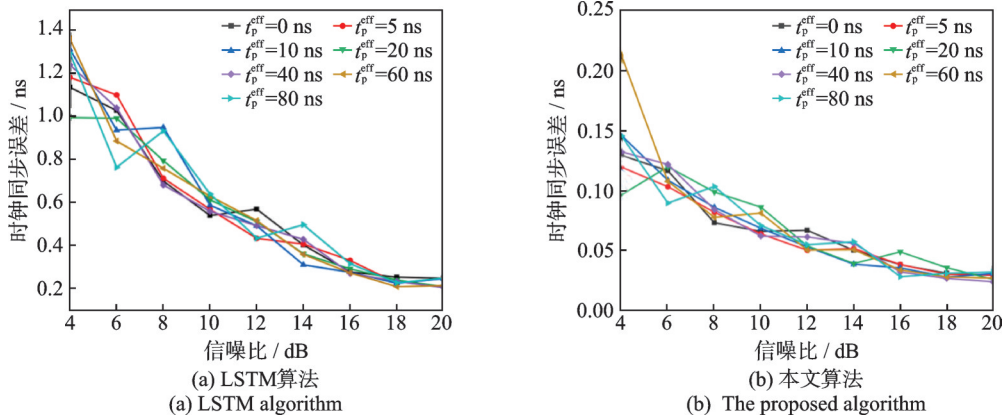 1.4
1.2
1.0
0.8
0.6
0.4
0.2
时钟同步误差 / ns
t_p^eff=0 ns t_p^eff=5 ns
t_p^eff=10 ns t_p^eff=20 ns
t_p^eff=40 ns t_p^eff=60 ns
t_p^eff=80 ns
4 6 8 10 12 14 16 18 20
信噪比 / dB
(a) LSTM算法
(a) LSTM algorithm
0.25
0.20
0.15
0.10
0.05
0.00
时钟同步误差 / ns
t_p^eff=0 ns t_p^eff=5 ns
t_p^eff=10 ns t_p^eff=20 ns
t_p^eff=40 ns t_p^eff=60 ns
t_p^eff=80 ns
4 6 8 10 12 14 16 18 20
信噪比 / dB
(b) 本文算法
(b) The proposed algorithm